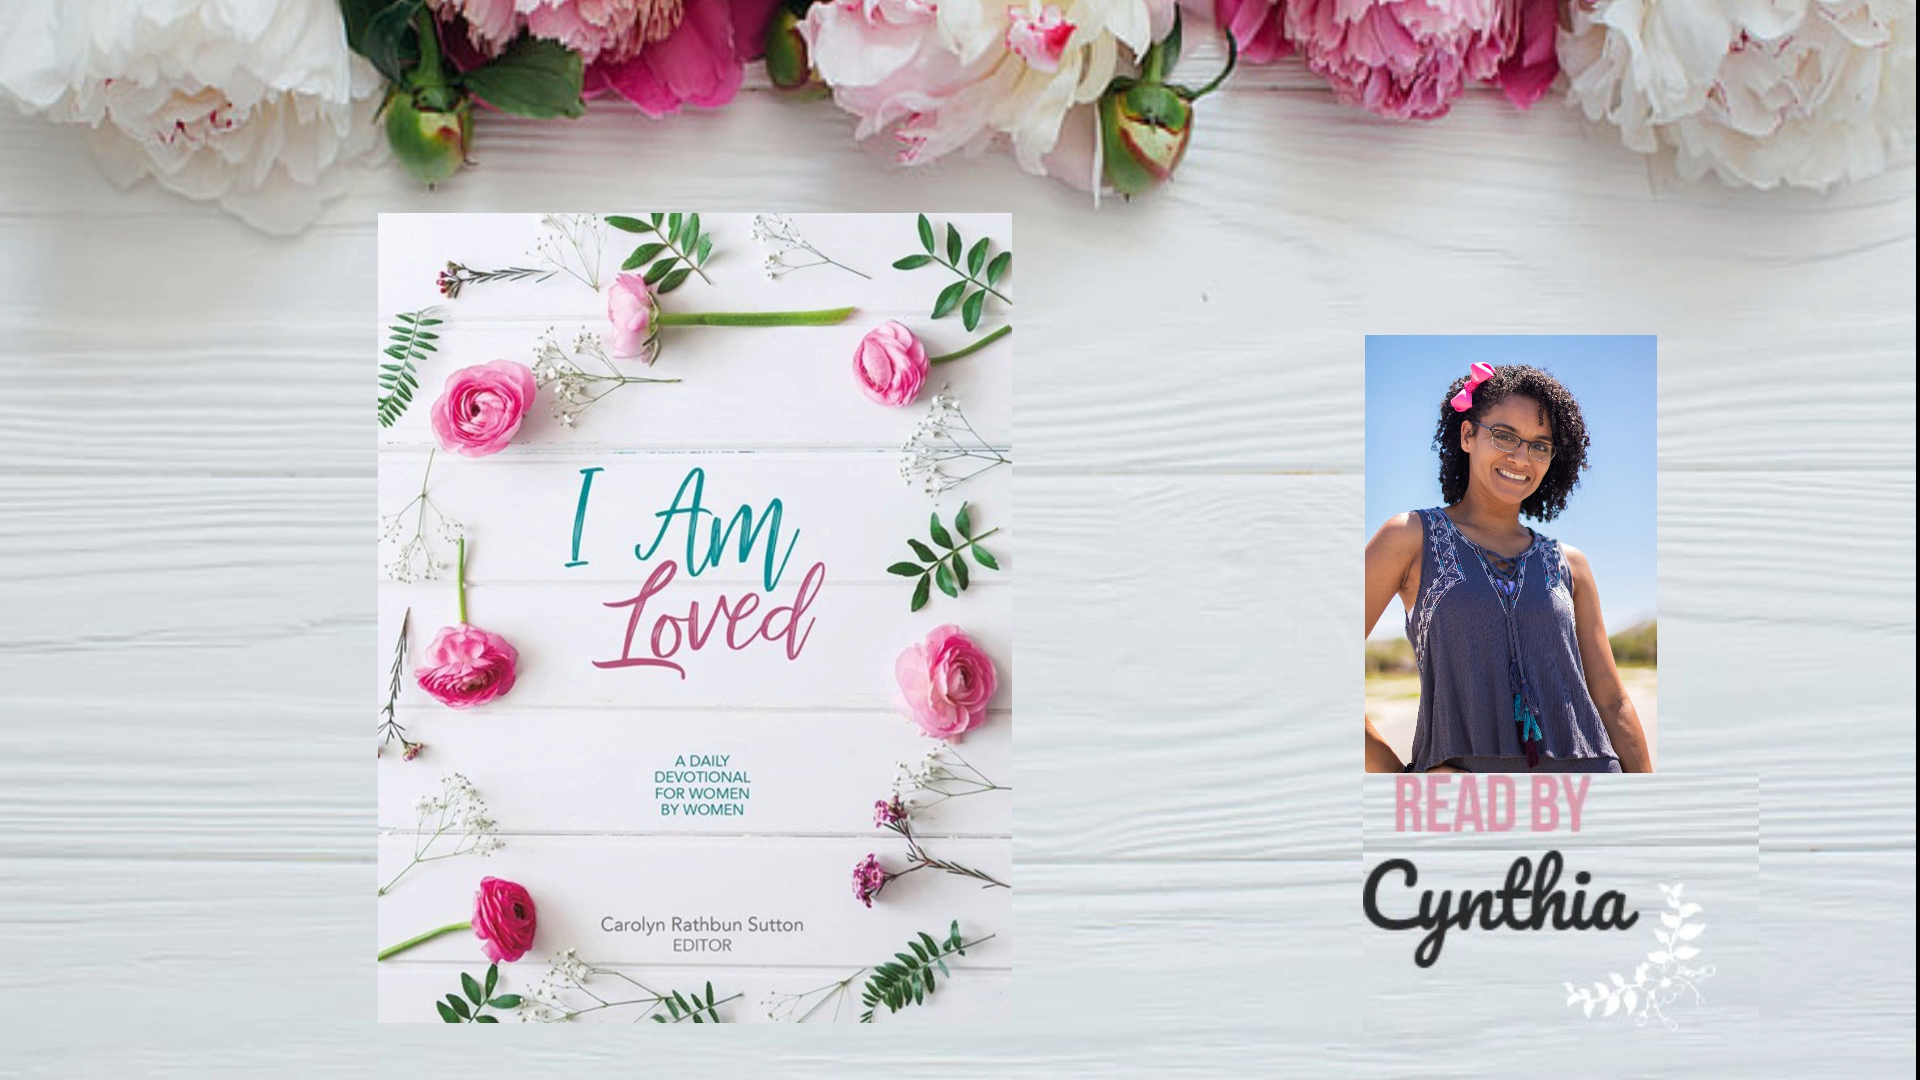 I Am
Loved
A DAILY
DEVOTIONAL
FOR WOMEN
BY WOMEN
Carolyn Rathbun Sutton
EDITOR
READ BY
Cynthia